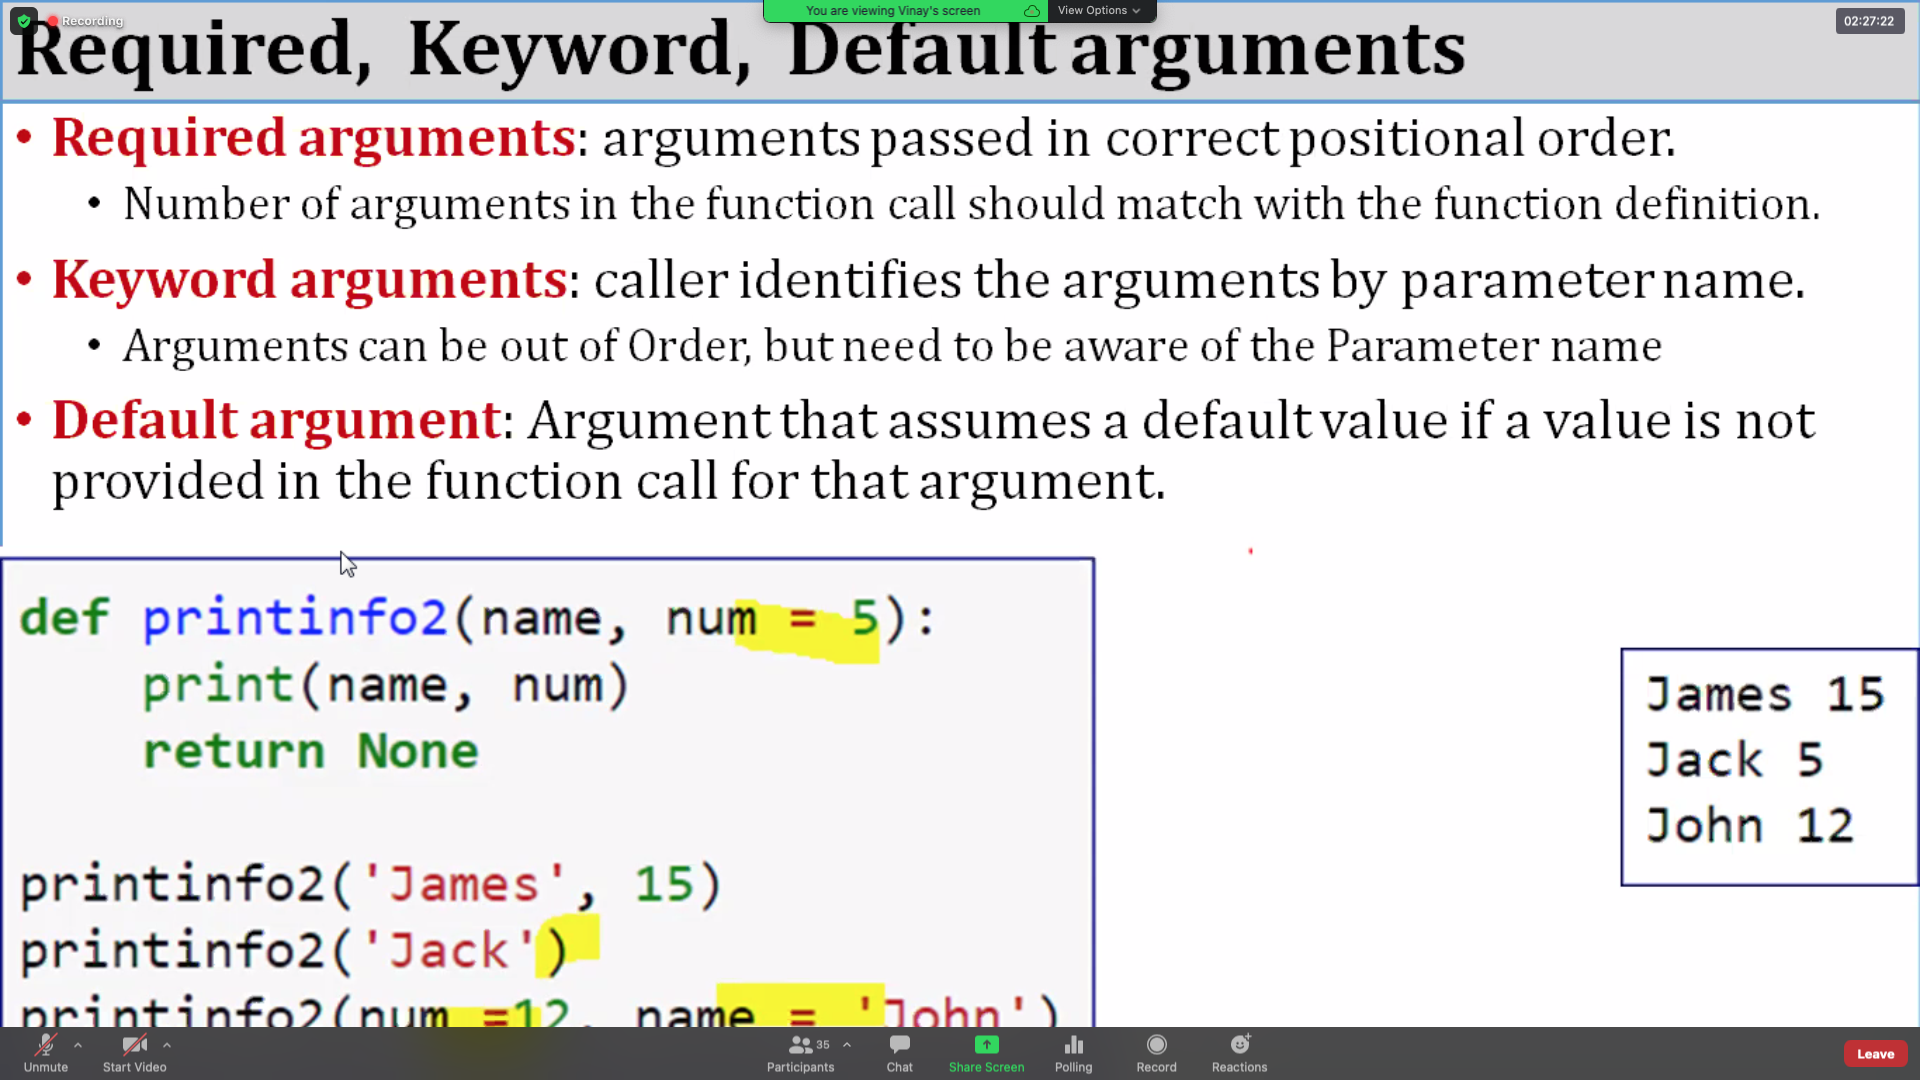 Recording
You are viewing Vinay's screen
View Options
02:27:22
Required, Keyword, Default arguments
• Required arguments: arguments passed in correct positional order.
• Number of arguments in the function call should match with the function definition.
• Keyword arguments: caller identifies the arguments by parameter name.
• Arguments can be out of Order, but need to be aware of the Parameter name
• Default argument: Argument that assumes a default value if a value is not
provided in the function call for that argument.
def printinfo2(name, num = 5):
print(name, num)
return None
printinfo2('James', 15)
printinfo2('Jack')
printinfo2(num =12, name = 'John')
James 15
Jack 5
John 12
Unmute
Start Video
35
Participants
Chat
Share Screen
Polling
Record
Reactions
Leave